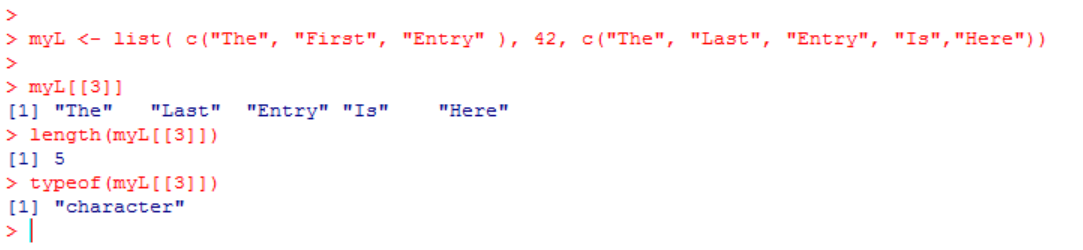 >
> myL <- list( c("The", "First", "Entry" ), 42, c("The", "Last", "Entry", "Is","Here"))
>
> myL[[3]]
[1] "The"   "Last"  "Entry" "Is"    "Here"
> length(myL[[3]])
[1] 5
> typeof(myL[[3]])
[1] "character"
>